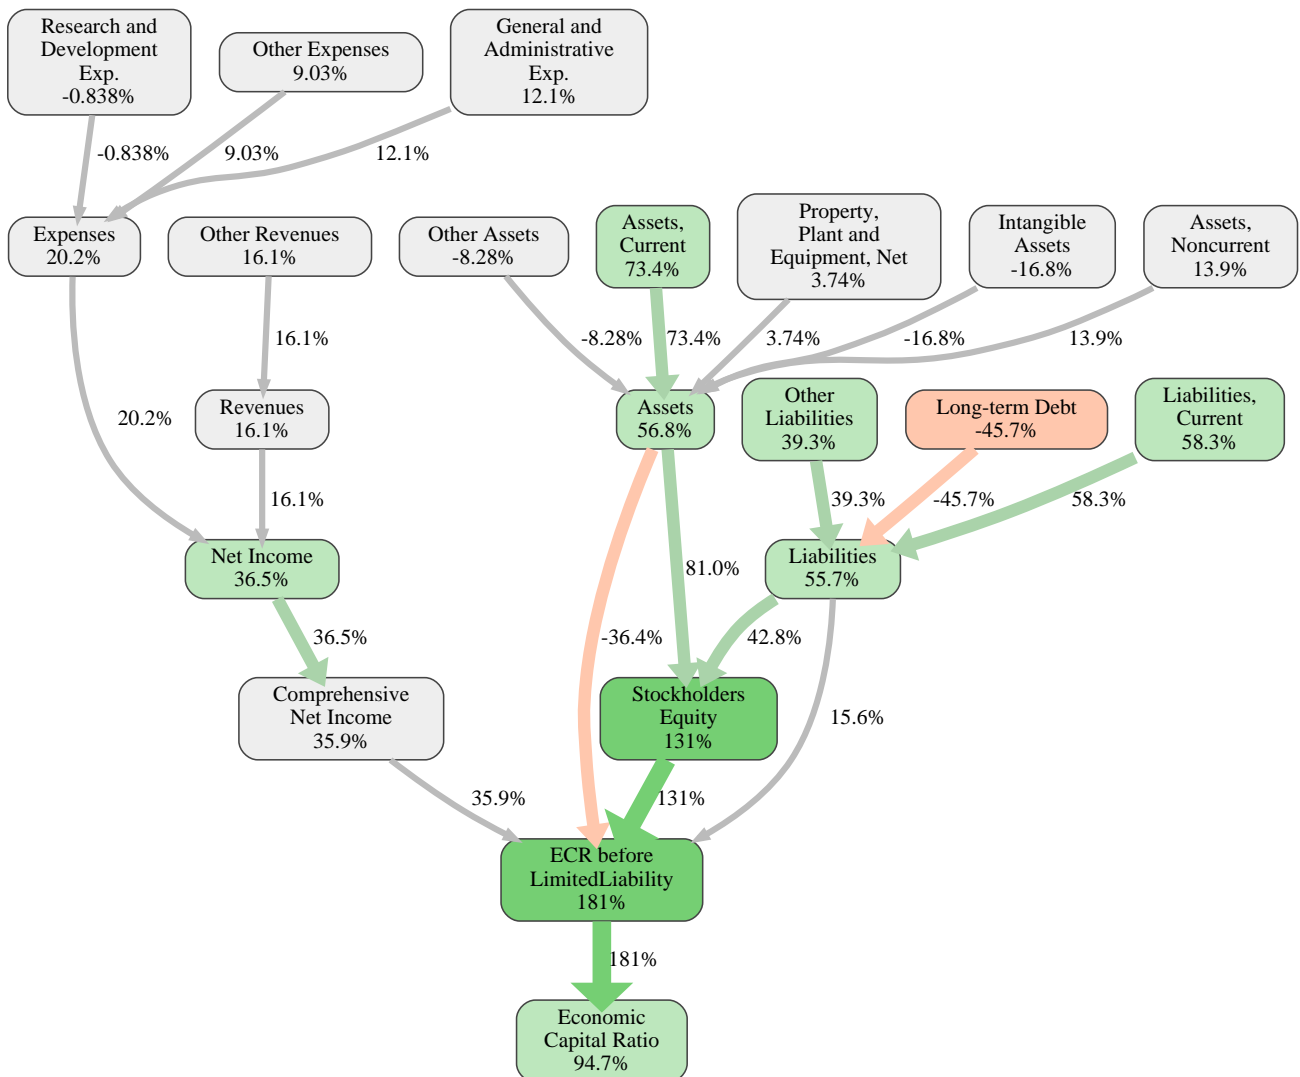 Research and
Development
Exp.
-0.838%
Other Expenses
9.03%
General and
Administrative
Exp.
12.1%
-0.838%
9.03%
12.1%
Expenses
20.2%
Other Revenues
16.1%
Other Assets
-8.28%
Assets,
Current
73.4%
Property,
Plant and
Equipment, Net
3.74%
Intangible
Assets
-16.8%
Assets,
Noncurrent
13.9%
16.1%
-8.28%
73.4%
3.74%
-16.8%
13.9%
20.2%
Revenues
16.1%
Assets
56.8%
Other
Liabilities
39.3%
Long-term Debt
-45.7%
Liabilities,
Current
58.3%
16.1%
39.3%
-45.7%
58.3%
Net Income
36.5%
81.0%
Liabilities
55.7%
36.5%
-36.4%
42.8%
Comprehensive
Net Income
35.9%
Stockholders
Equity
131%
15.6%
35.9%
131%
ECR before
LimitedLiability
181%
181%
Economic
Capital Ratio
94.7%